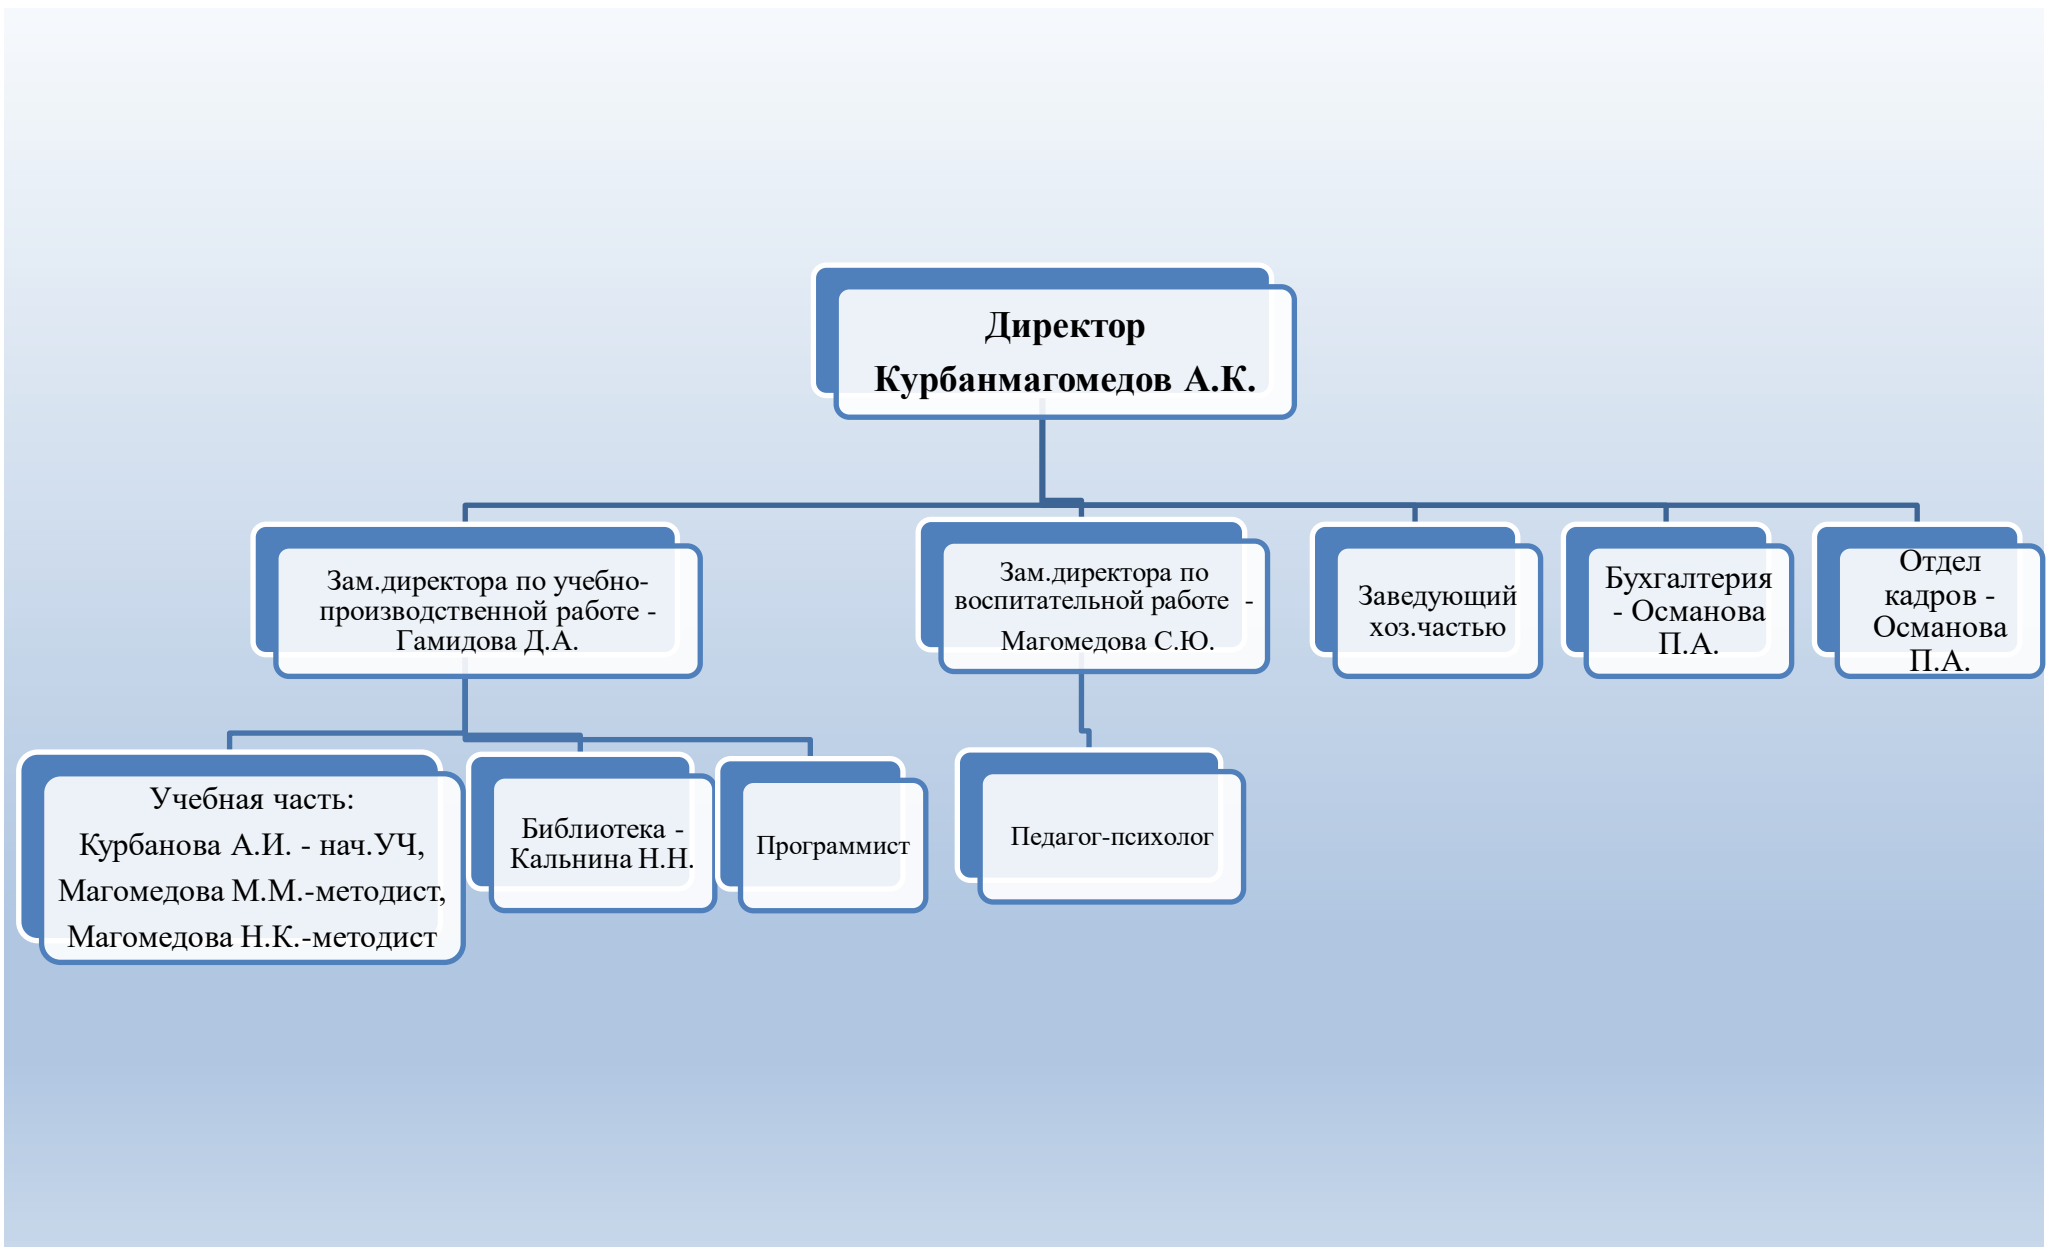 Директор
Курбанмагомедов А.К.
Зам.директора по учебно-
производственной работе -
Гамидова Д.А.
Зам.директора по
воспитательной работе -
Магомедова С.Ю.
Заведующий
хоз.частью
Бухгалтерия
- Османова
П.А.
Отдел
кадров -
Османова
П.А.
Учебная часть:
Курбанова А.И. - нач.УЧ,
Магомедова М.М.-методист,
Магомедова Н.К.-методист
Библиотека -
Кальнина Н.Н.
Программист
Педагог-психолог